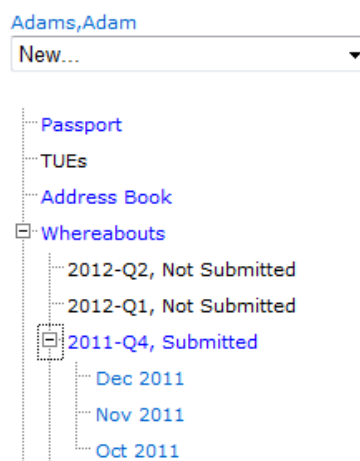 Adams,Adam
New...
Passport
TUEs
Address Book
Whereabouts
2012-Q2, Not Submitted
2012-Q1, Not Submitted
2011-Q4, Submitted
Dec 2011
Nov 2011
Oct 2011